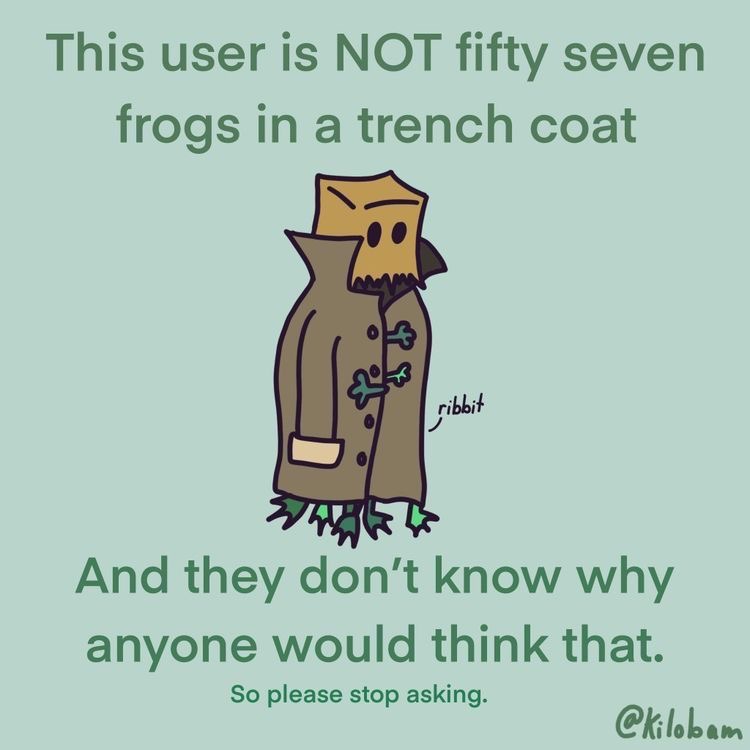 This user is NOT fifty seven
frogs in a trench coat
ribbit
And they don't know why
anyone would think that.
So please stop asking.
@kilobam